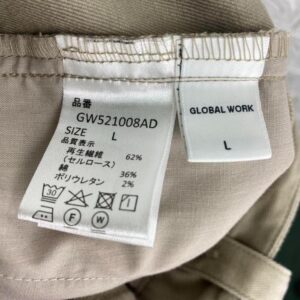 品番
GW521008AD
SIZE L
品質表示
再生繊維 62%
(セルロース)
綿 36%
ポリウレタン 2%
30
F W
GLOBAL WORK
L